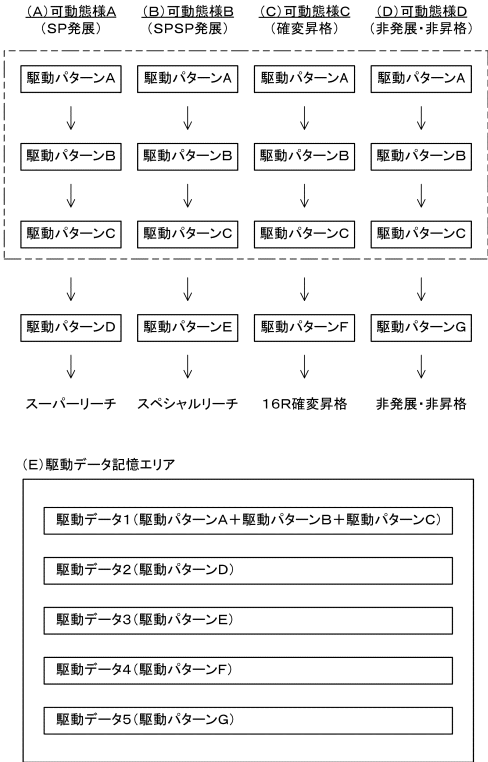 (A)可動態様A
(SP発展)
(B)可動態様B
(SPSP発展)
(C)可動態様C
(確変昇格)
(D)可動態様D
(非発展・非昇格)
駆動パターンA 駆動パターンA 駆動パターンA 駆動パターンA
↓ ↓ ↓ ↓
駆動パターンB 駆動パターンB 駆動パターンB 駆動パターンB
↓ ↓ ↓ ↓
駆動パターンC 駆動パターンC 駆動パターンC 駆動パターンC
↓ ↓ ↓ ↓
駆動パターンD 駆動パターンE 駆動パターンF 駆動パターンG
↓ ↓ ↓ ↓
スーパーリーチ スペシャルリーチ 16R確変昇格 非発展・非昇格
(E)駆動データ記憶エリア
駆動データ1(駆動パターンA+駆動パターンB+駆動パターンC)
駆動データ2(駆動パターンD)
駆動データ3(駆動パターンE)
駆動データ4(駆動パターンF)
駆動データ5(駆動パターンG)